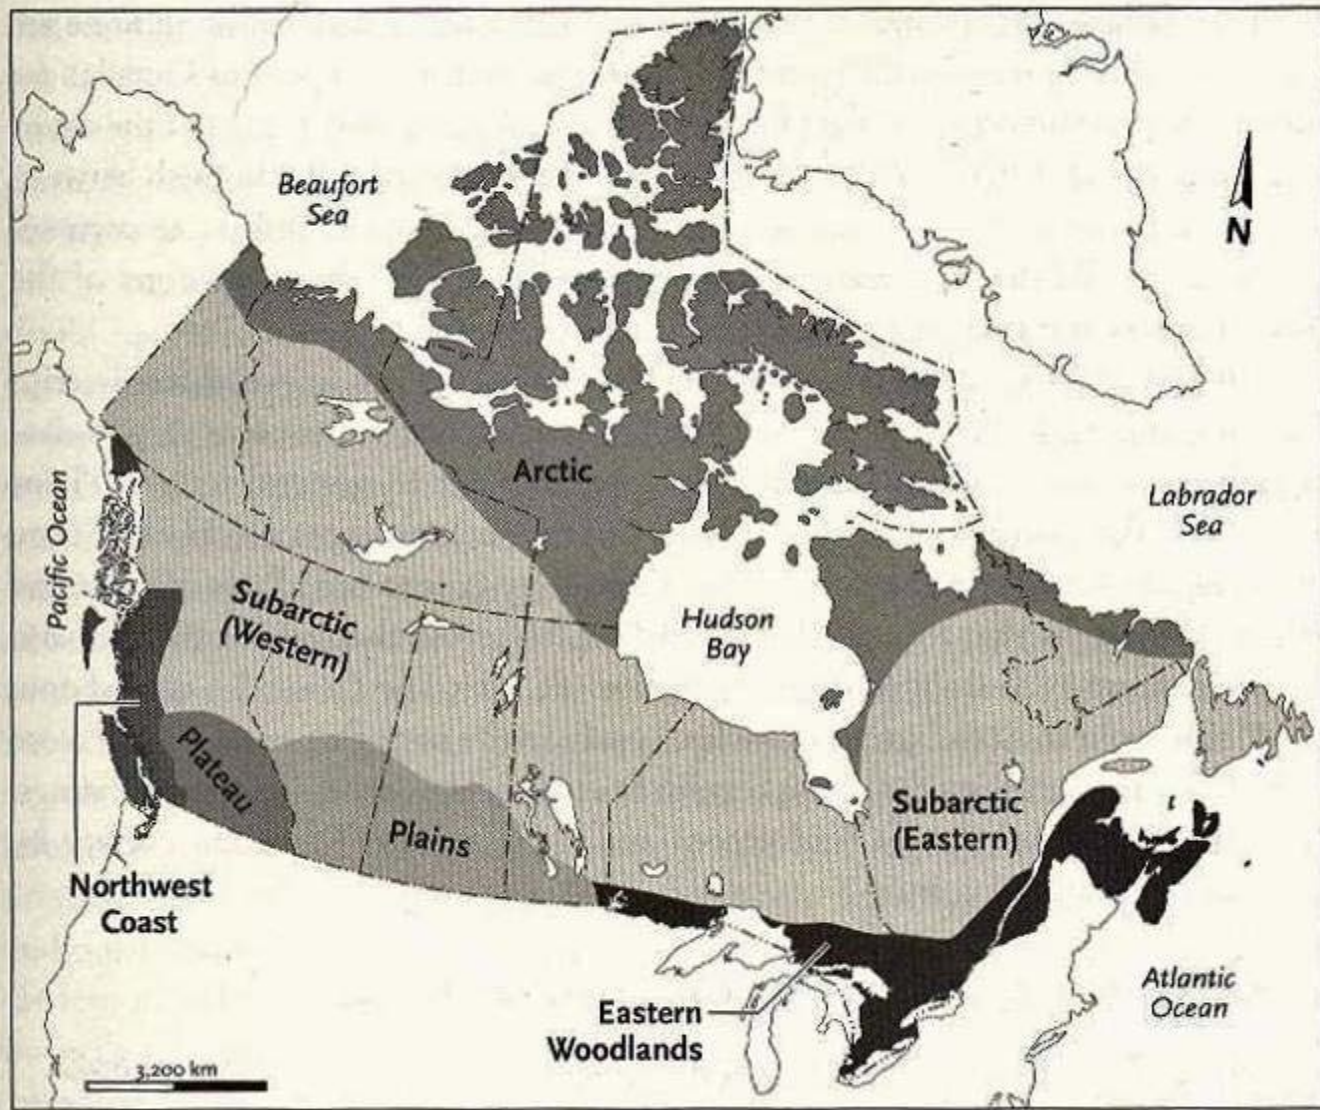 Beaufort
Sea
N
Arctic
Labrador
Sea
Pacific Ocean
Subarctic
(Western)
Hudson
Bay
Plateau
Plains
Subarctic
(Eastern)
Northwest
Coast
Eastern
Woodlands
Atlantic
Ocean
3,200 km